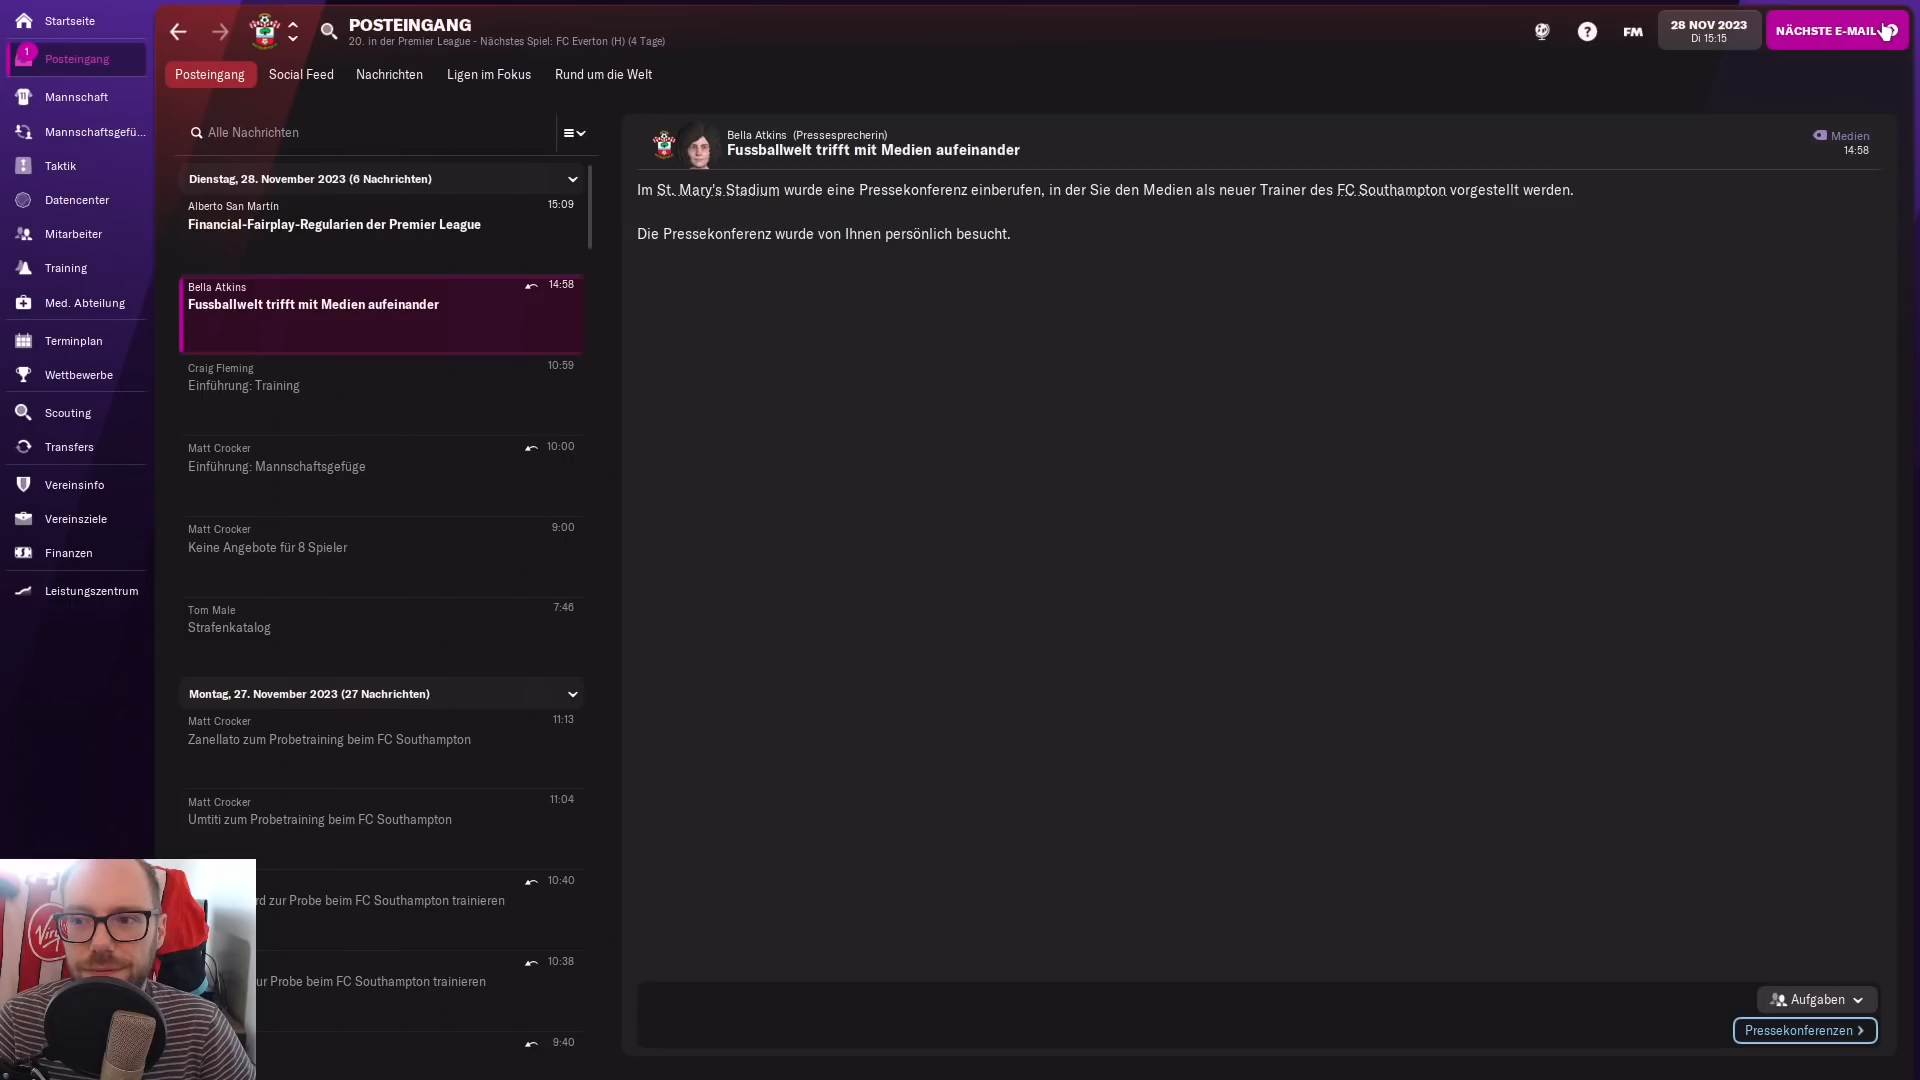 Startseite
1
Posteingang
Mannschaft
Mannschaftsgefü...
Taktik
Datencenter
Mitarbeiter
Training
Med. Abteilung
Terminplan
Wettbewerbe
Scouting
Transfers
Vereinsinfo
Vereinsziele
Finanzen
Leistungszentrum
POSTEINGANG
20. in der Premier League - Nächstes Spiel: FC Everton (H) (4 Tage)
FM
28 NOV 2023
Di 15:15
NÄCHSTE E-MAIL
Posteingang
Social Feed
Nachrichten
Ligen im Fokus
Rund um die Welt
Alle Nachrichten
Dienstag, 28. November 2023 (6 Nachrichten)
Alberto San Martín 15:09
Financial-Fairplay-Regularien der Premier League
Bella Atkins 14:58
Fussballwelt trifft mit Medien aufeinander
Craig Fleming 10:59
Einführung: Training
Matt Crocker 10:00
Einführung: Mannschaftsgefüge
Matt Crocker 9:00
Keine Angebote für 8 Spieler
Tom Male 7:46
Strafenkatalog
Montag, 27. November 2023 (27 Nachrichten)
Matt Crocker 11:13
Zanellato zum Probetraining beim FC Southampton
Matt Crocker 11:04
Umtiti zum Probetraining beim FC Southampton
10:40
rd zur Probe beim FC Southampton trainieren
10:38
ur Probe beim FC Southampton trainieren
9:40
Bella Atkins (Pressesprecherin)
Fussballwelt trifft mit Medien aufeinander
Medien
14:58
Im St. Mary's Stadium wurde eine Pressekonferenz einberufen, in der Sie den Medien als neuer Trainer des FC Southampton vorgestellt werden.
Die Pressekonferenz wurde von Ihnen persönlich besucht.
Aufgaben
Pressekonferenzen